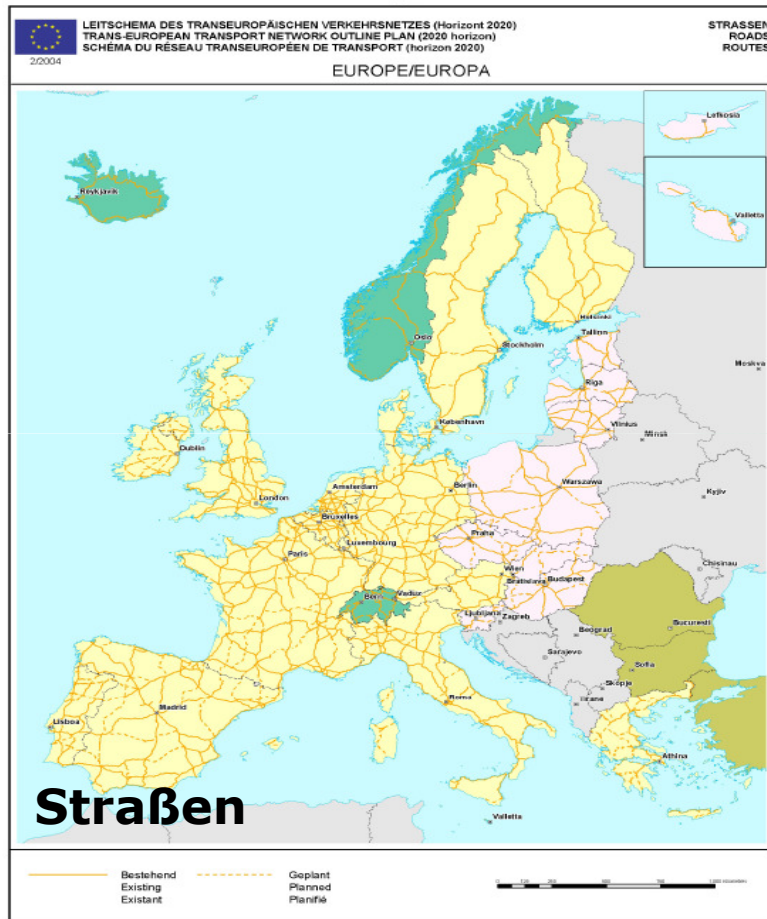 LEITSCHEMA DES TRANSEUROPÄISCHEN VERKEHRSNETZES (Horizont 2020)
TRANS-EUROPEAN TRANSPORT NETWORK OUTLINE PLAN (2020 horizon)
SCHÉMA DU RÉSEAU TRANSEUROPÉEN DE TRANSPORT (horizon 2020)
STRASSEN
ROADS
ROUTES
2/2004
EUROPE/EUROPA
Lefkosia
Reykjavik
Valletta
Oslo
Helsinki
Stockholm
Tallinn
Moskva
Riga
København
Vilnius
Minsk
Dublin
Amsterdam
Berlin
Warszawa
London
Bruxelles
Kyjiv
Praha
Luxembourg
Paris
Wien
Chisinau
Bratislava
Budapest
Bern
Vaduz
Ljubljana
Zagreb
Beograd
Bucuresti
Sarajevo
Sofia
Skopje
Roma
Tirane
Madrid
Lisboa
Athina
Straßen
Valletta
Bestehend
Existing
Existant
Geplant
Planned
Planifié